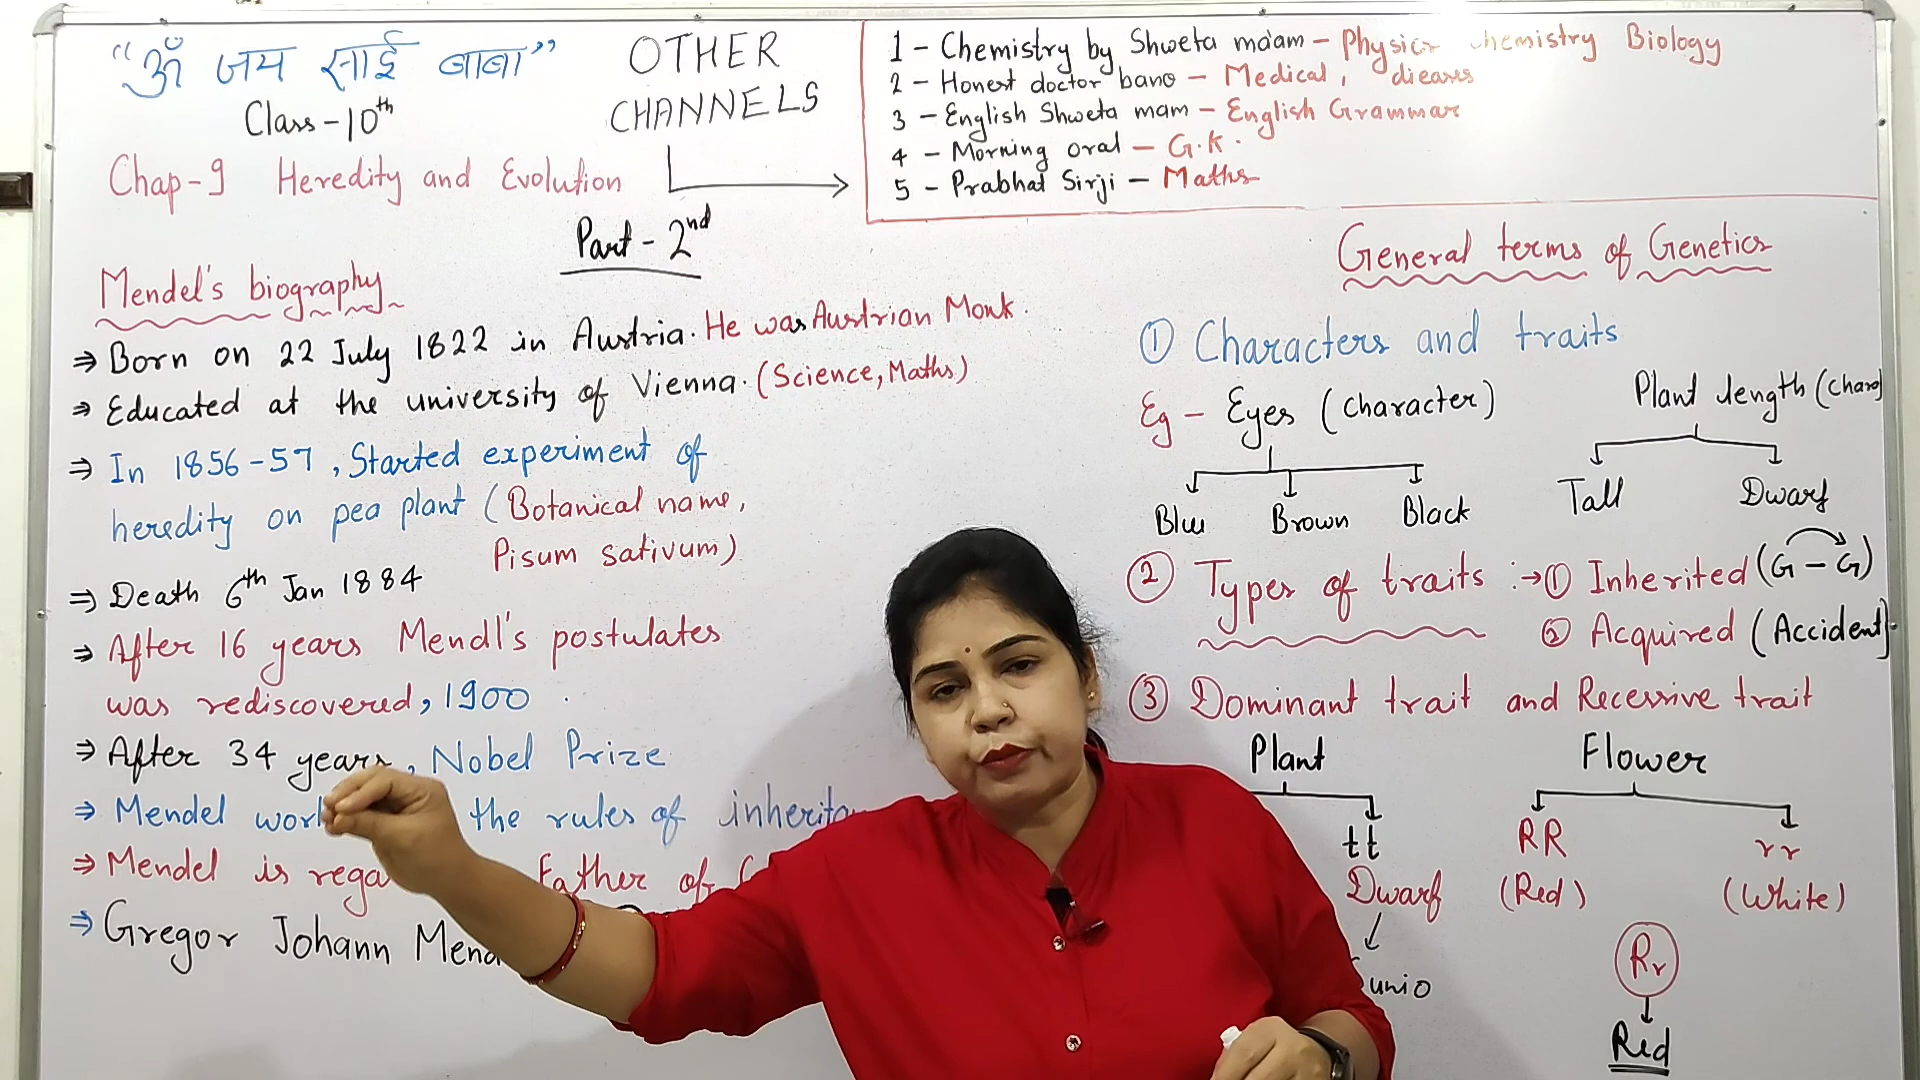 “ॐ जय साई बाबा”
Class-10th
Chap-9 Heredity and Evolution
OTHER
CHANNELS
1 - Chemistry by Shweta ma'am - Physics Chemistry Biology
2 - Honest doctor bano - Medical, dieases
3 - English Shweta mam - English Grammar
4 - Morning oral - G.K.
5 - Prabhat Sirji - Maths
Part - 2nd
Mendel's biography
⇒ Born on 22 July 1822 in Austria. He was Austrian Monk.
⇒ Educated at the university of Vienna. (Science, Maths)
⇒ In 1856-57, Started experiment of
heredity on pea plant (Botanical name,
Pisum sativum)
⇒ Death 6th Jan 1884
⇒ After 16 years Mendl's postulates
was rediscovered, 1900
⇒ After 34 years, Nobel Prize
⇒ Mendel work the rules of
⇒ Mendel is Father of
⇒ Gregor Johann
General terms of Genetics
① Characters and traits
Eg - Eyes (character)
Blue Brown Black
Plant length (Chara)
Tall Dwarf
② Types of traits :→ ① Inherited (G - G)
② Acquired (Accident).
③ Dominant trait and Recessive trait
Plant
tt
Dwarf
Flower
RR rr
(Red) (White)
Rr
Red